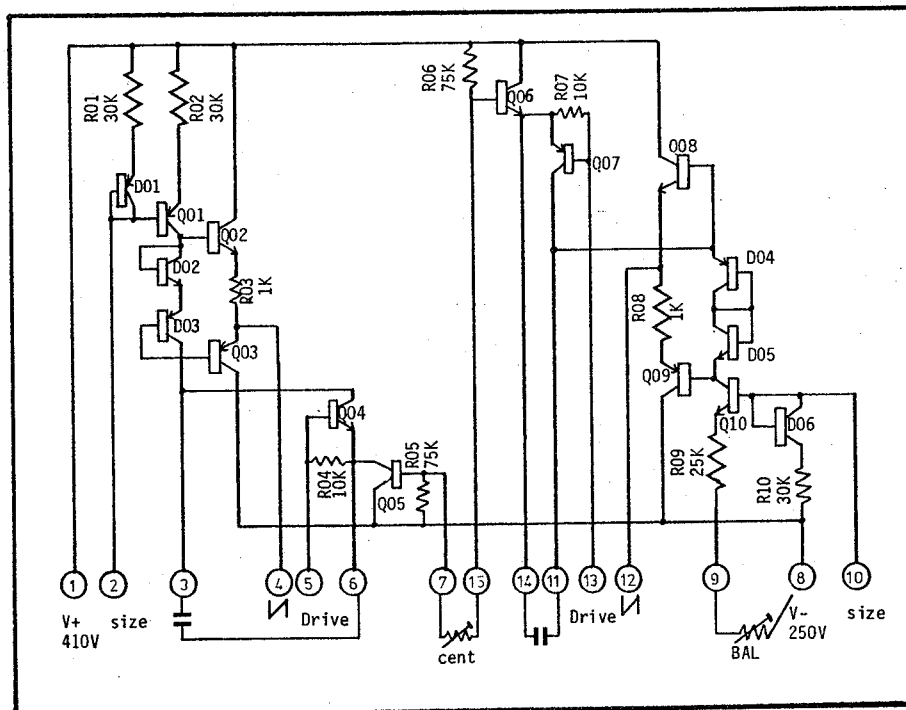 R01
30K
R02
30K
R06
75K
Q06
R07
10K
Q07
Q08
D01
Q01
Q02
D02
R03
1K
D03
Q03
D04
R08
1K
D05
Q09
Q04
Q10
D06
R04
10K
R05
75K
Q05
R09
25K
R10
30K
1
2
3
4
5
6
7
15
14
11
13
12
9
8
10
V+
410V
size
Drive
cent
Drive
BAL
V-
250V
size